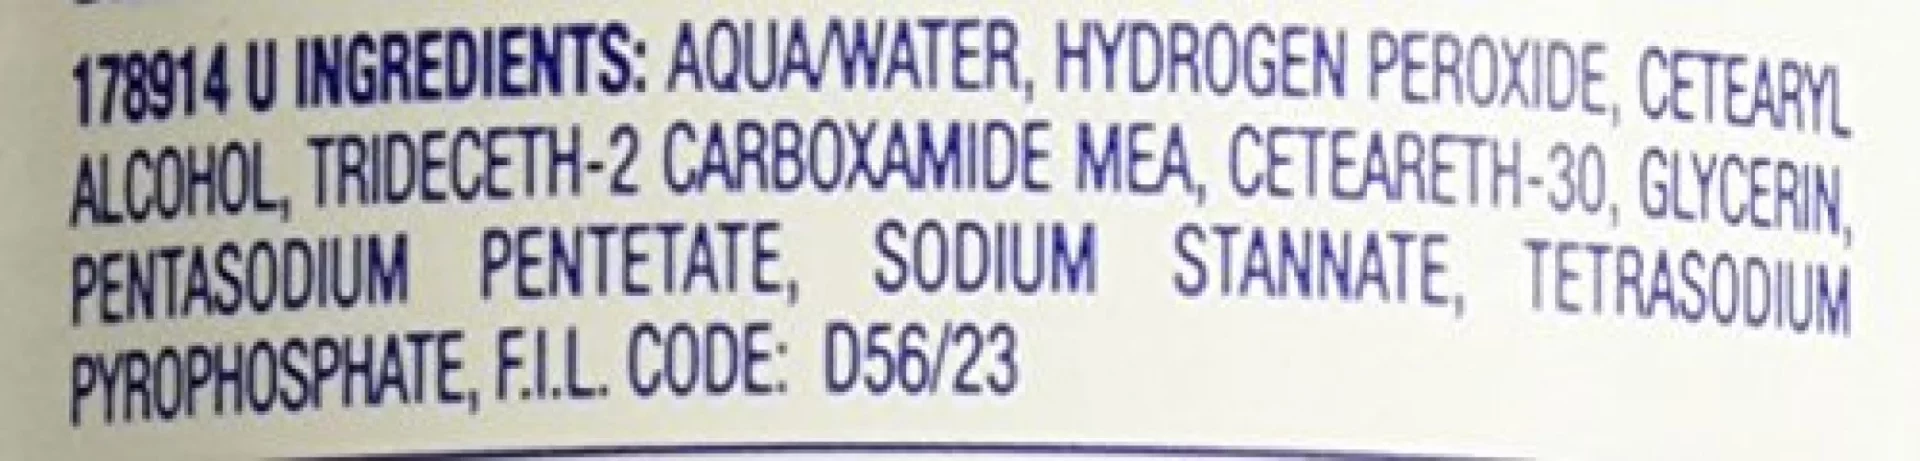 178914 U INGREDIENTS: AQUA/WATER, HYDROGEN PEROXIDE, CETEARYL
ALCOHOL, TRIDECETH-2 CARBOXAMIDE MEA, CETEARETH-30, GLYCERIN,
PENTASODIUM PENTETATE, SODIUM STANNATE, TETRASODIUM
PYROPHOSPHATE, F.I.L. CODE: D56/23